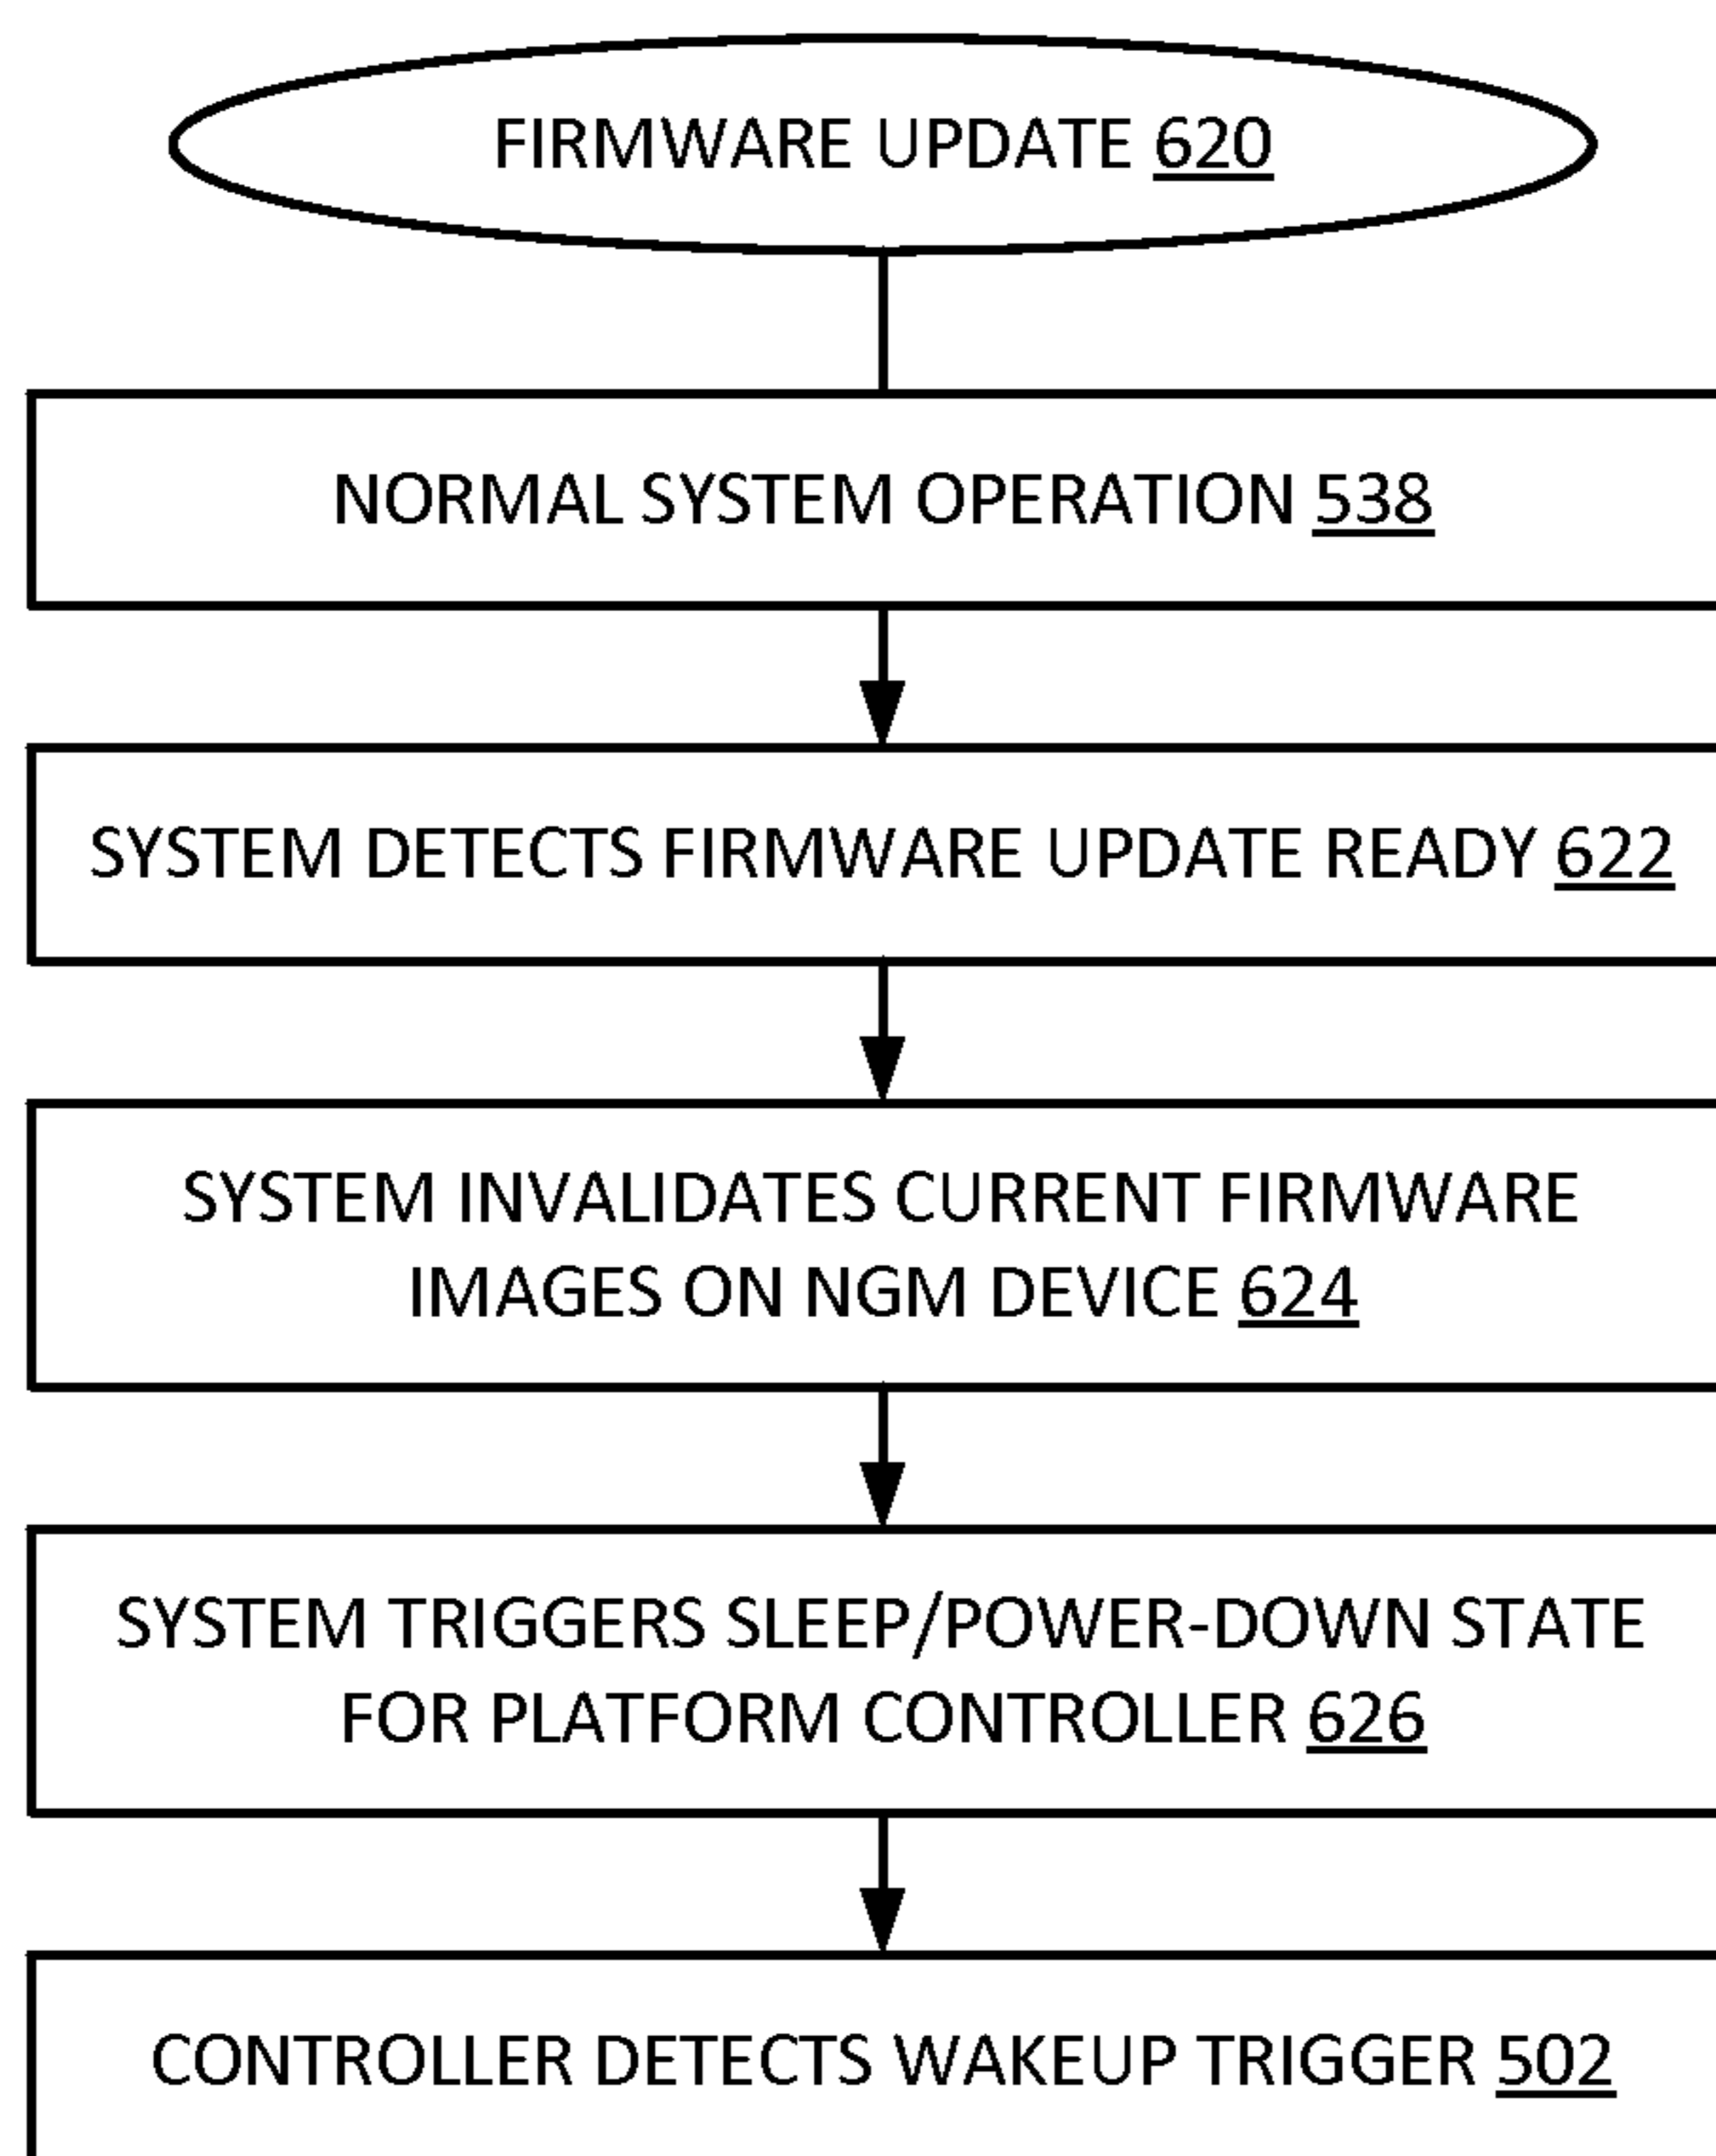 FIRMWARE UPDATE 620
NORMAL SYSTEM OPERATION 538
SYSTEM DETECTS FIRMWARE UPDATE READY 622
SYSTEM INVALIDATES CURRENT FIRMWARE
IMAGES ON NGM DEVICE 624
SYSTEM TRIGGERS SLEEP/POWER-DOWN STATE
FOR PLATFORM CONTROLLER 626
CONTROLLER DETECTS WAKEUP TRIGGER 502